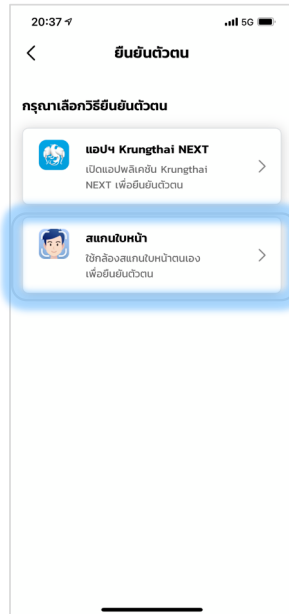 20:37
5G
ยืนยันตัวตน
กรุณาเลือกวิธียืนยันตัวตน
แอปฯ Krungthai NEXT
เปิดแอปพลิเคชัน Krungthai
NEXT เพื่อยืนยันตัวตน
สแกนใบหน้า
ใช้กล้องสแกนใบหน้าตนเอง
เพื่อยืนยันตัวตน